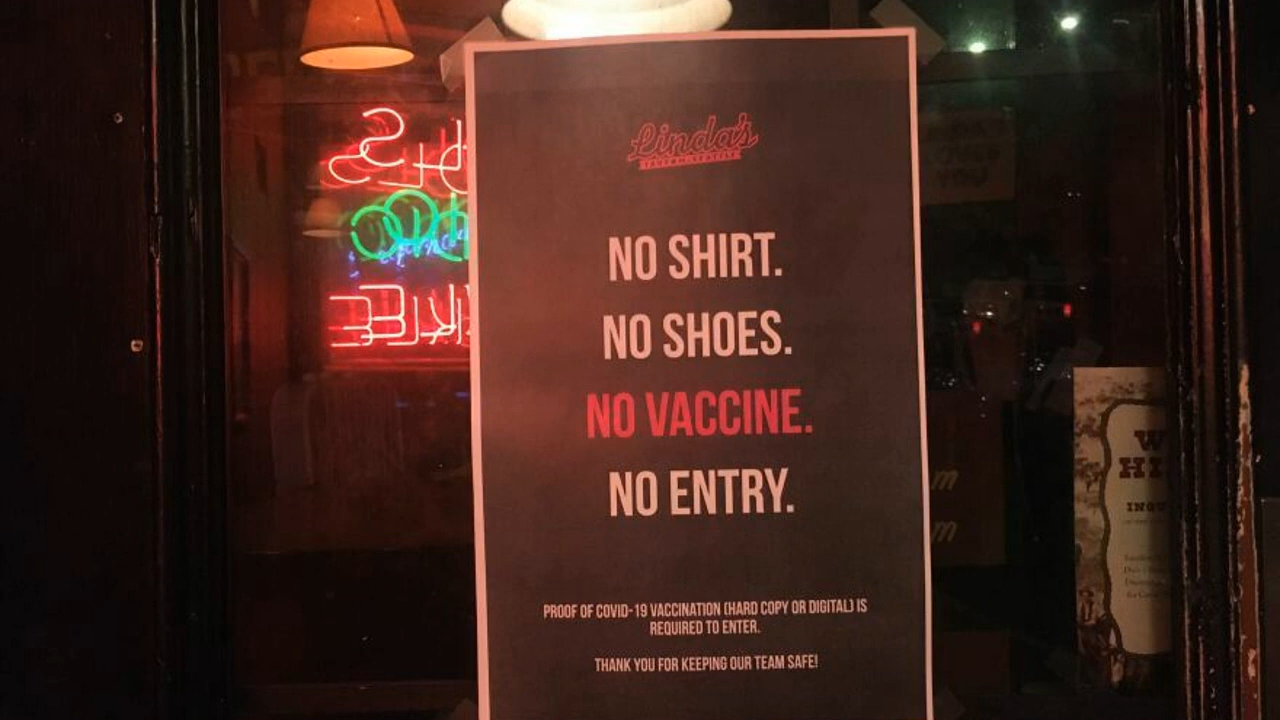 Linda's
NO SHIRT.
NO SHOES.
NO VACCINE.
NO ENTRY.
PROOF OF COVID-19 VACCINATION (HARD COPY OR DIGITAL) IS
REQUIRED TO ENTER.
THANK YOU FOR KEEPING OUR TEAM SAFE!